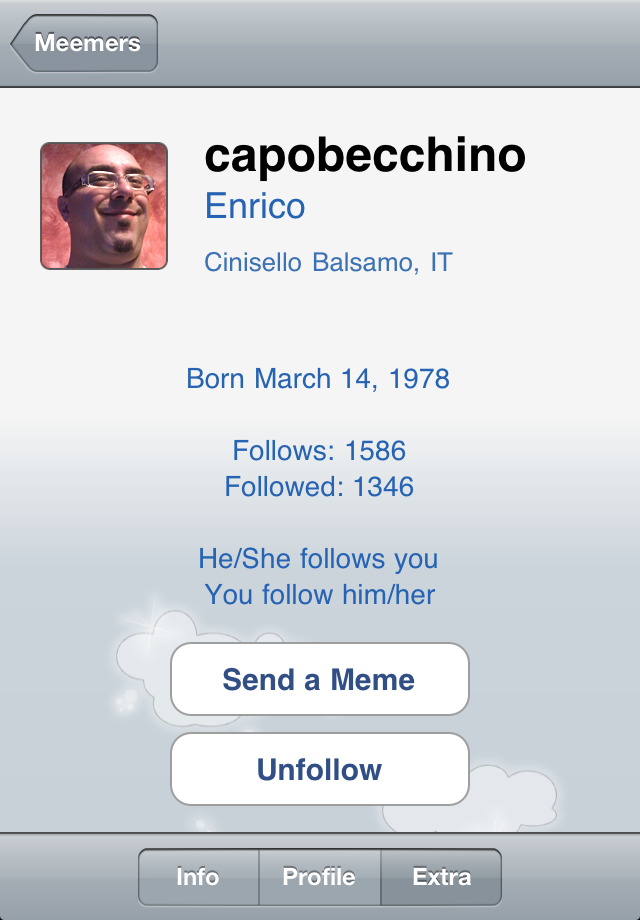 Meemers
capobecchino
Enrico
Cinisello Balsamo, IT
Born March 14, 1978
Follows: 1586
Followed: 1346
He/She follows you
You follow him/her
Send a Meme
Unfollow
Info
Profile
Extra